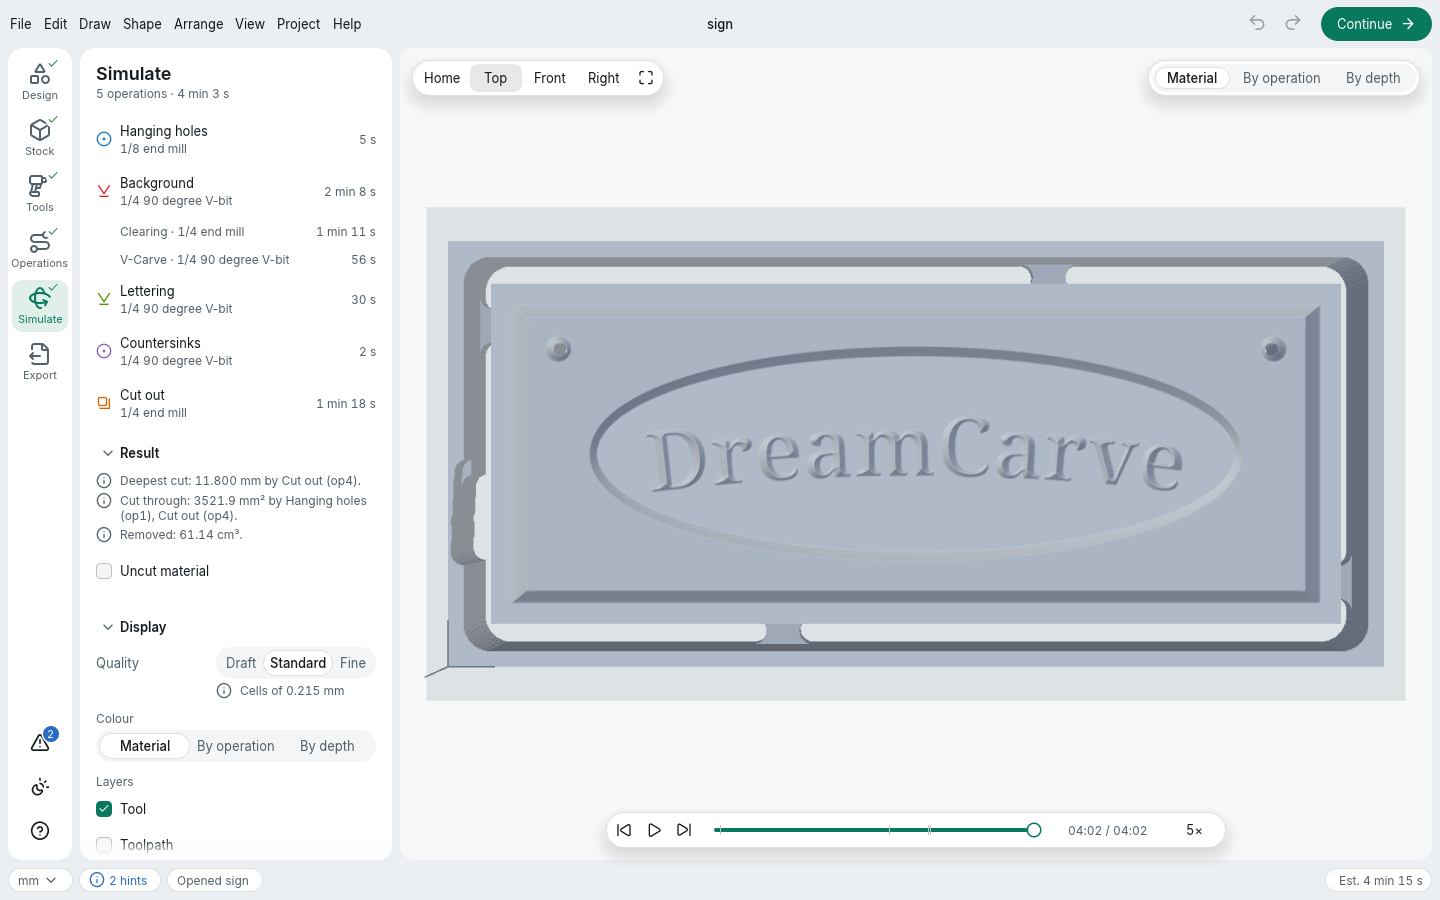 File Edit Draw Shape Arrange View Project Help
sign
Continue
Design
Stock
Tools
Operations
Simulate
Export
2
Simulate
5 operations · 4 min 3 s
Hanging holes
1/8 end mill
5 s
Background
1/4 90 degree V-bit
2 min 8 s
Clearing · 1/4 end mill 1 min 11 s
V-Carve · 1/4 90 degree V-bit 56 s
Lettering
1/4 90 degree V-bit
30 s
Countersinks
1/4 90 degree V-bit
2 s
Cut out
1/4 end mill
1 min 18 s
Result
Deepest cut: 11.800 mm by Cut out (op4).
Cut through: 3521.9 mm² by Hanging holes
(op1), Cut out (op4).
Removed: 61.14 cm³.
Uncut material
Display
Quality Draft Standard Fine
Cells of 0.215 mm
Colour
Material By operation By depth
Layers
Tool
Toolpath
Home Top Front Right
Material By operation By depth
DreamCarve
04:02 / 04:02 5×
mm 2 hints Opened sign
Est. 4 min 15 s